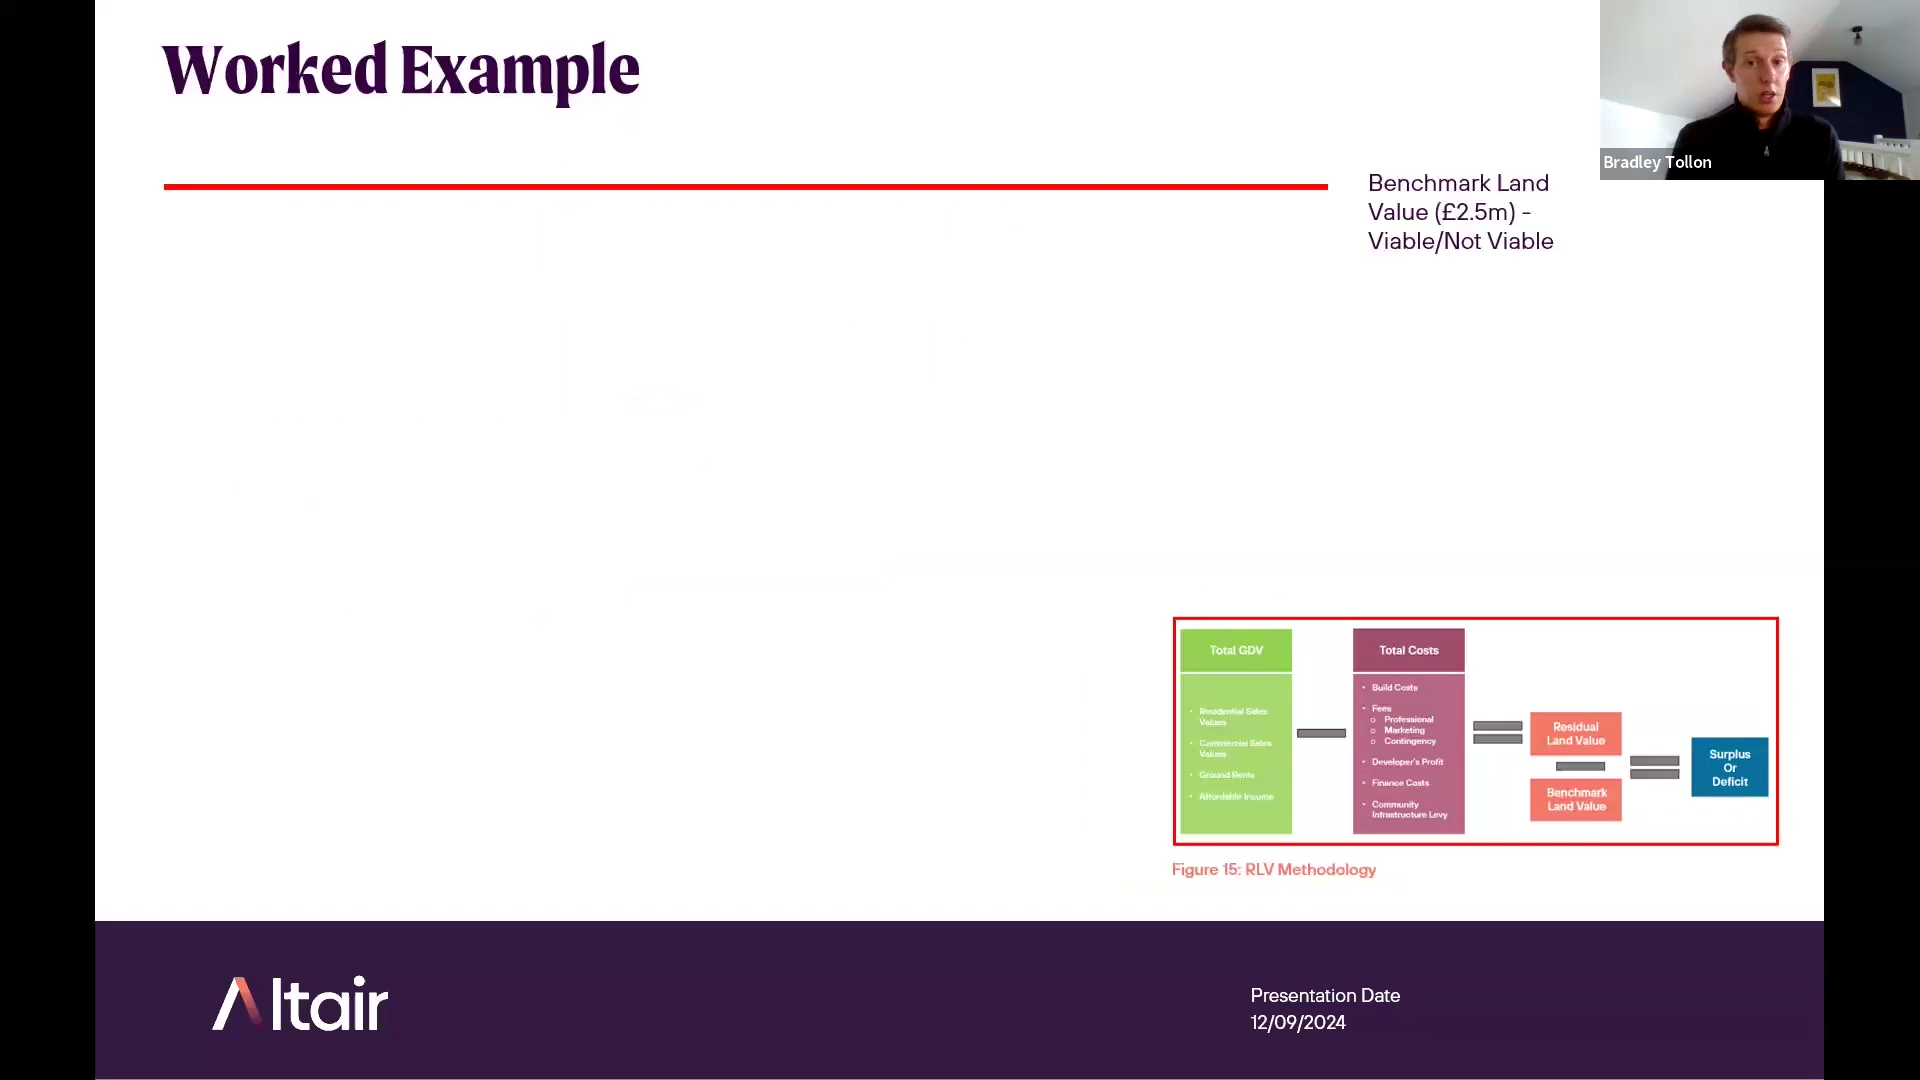 Worked Example
Bradley Tollon
Benchmark Land
Value (£2.5m) -
Viable/Not Viable
Total GDV
• Residential Sales
Values
• Commercial Sales
Values
• Ground Rents
• Affordable Income
Total Costs
• Build Costs
• Fees
o Professional
o Marketing
o Contingency
• Developer's Profit
• Finance Costs
• Community
Infrastructure Levy
Residual
Land Value
Benchmark
Land Value
Surplus
Or
Deficit
Figure 15: RLV Methodology
Altair
Presentation Date
12/09/2024